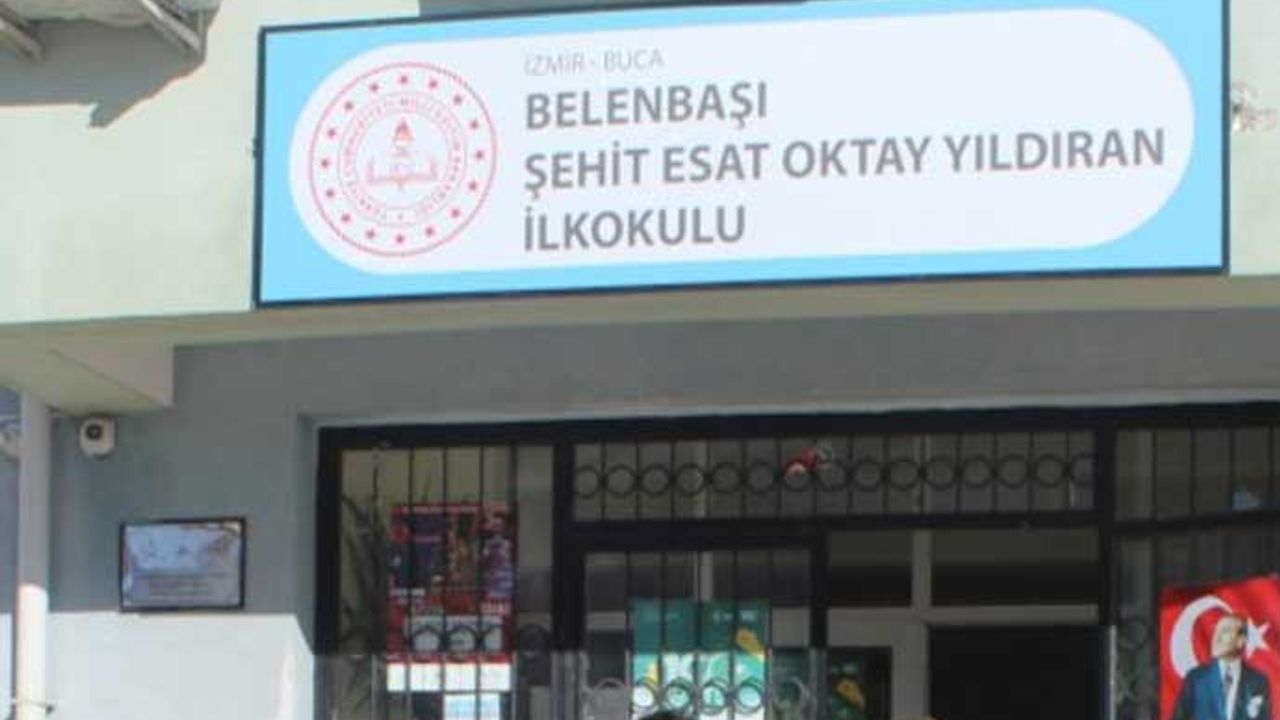 İZMİR - BUCA
BELENBAŞI
ŞEHİT ESAT OKTAY YILDIRAN
İLKOKULU